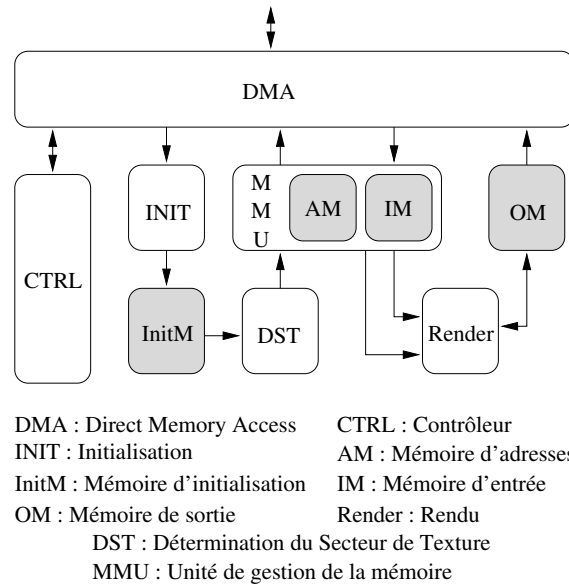 DMA
M
M
U
AM
IM
OM
INIT
CTRL
InitM
DST
Render
DMA : Direct Memory Access
CTRL : Contrôleur
INIT : Initialisation
AM : Mémoire d'adresses
InitM : Mémoire d'initialisation
IM : Mémoire d'entrée
OM : Mémoire de sortie
Render : Rendu
DST : Détermination du Secteur de Texture
MMU : Unité de gestion de la mémoire